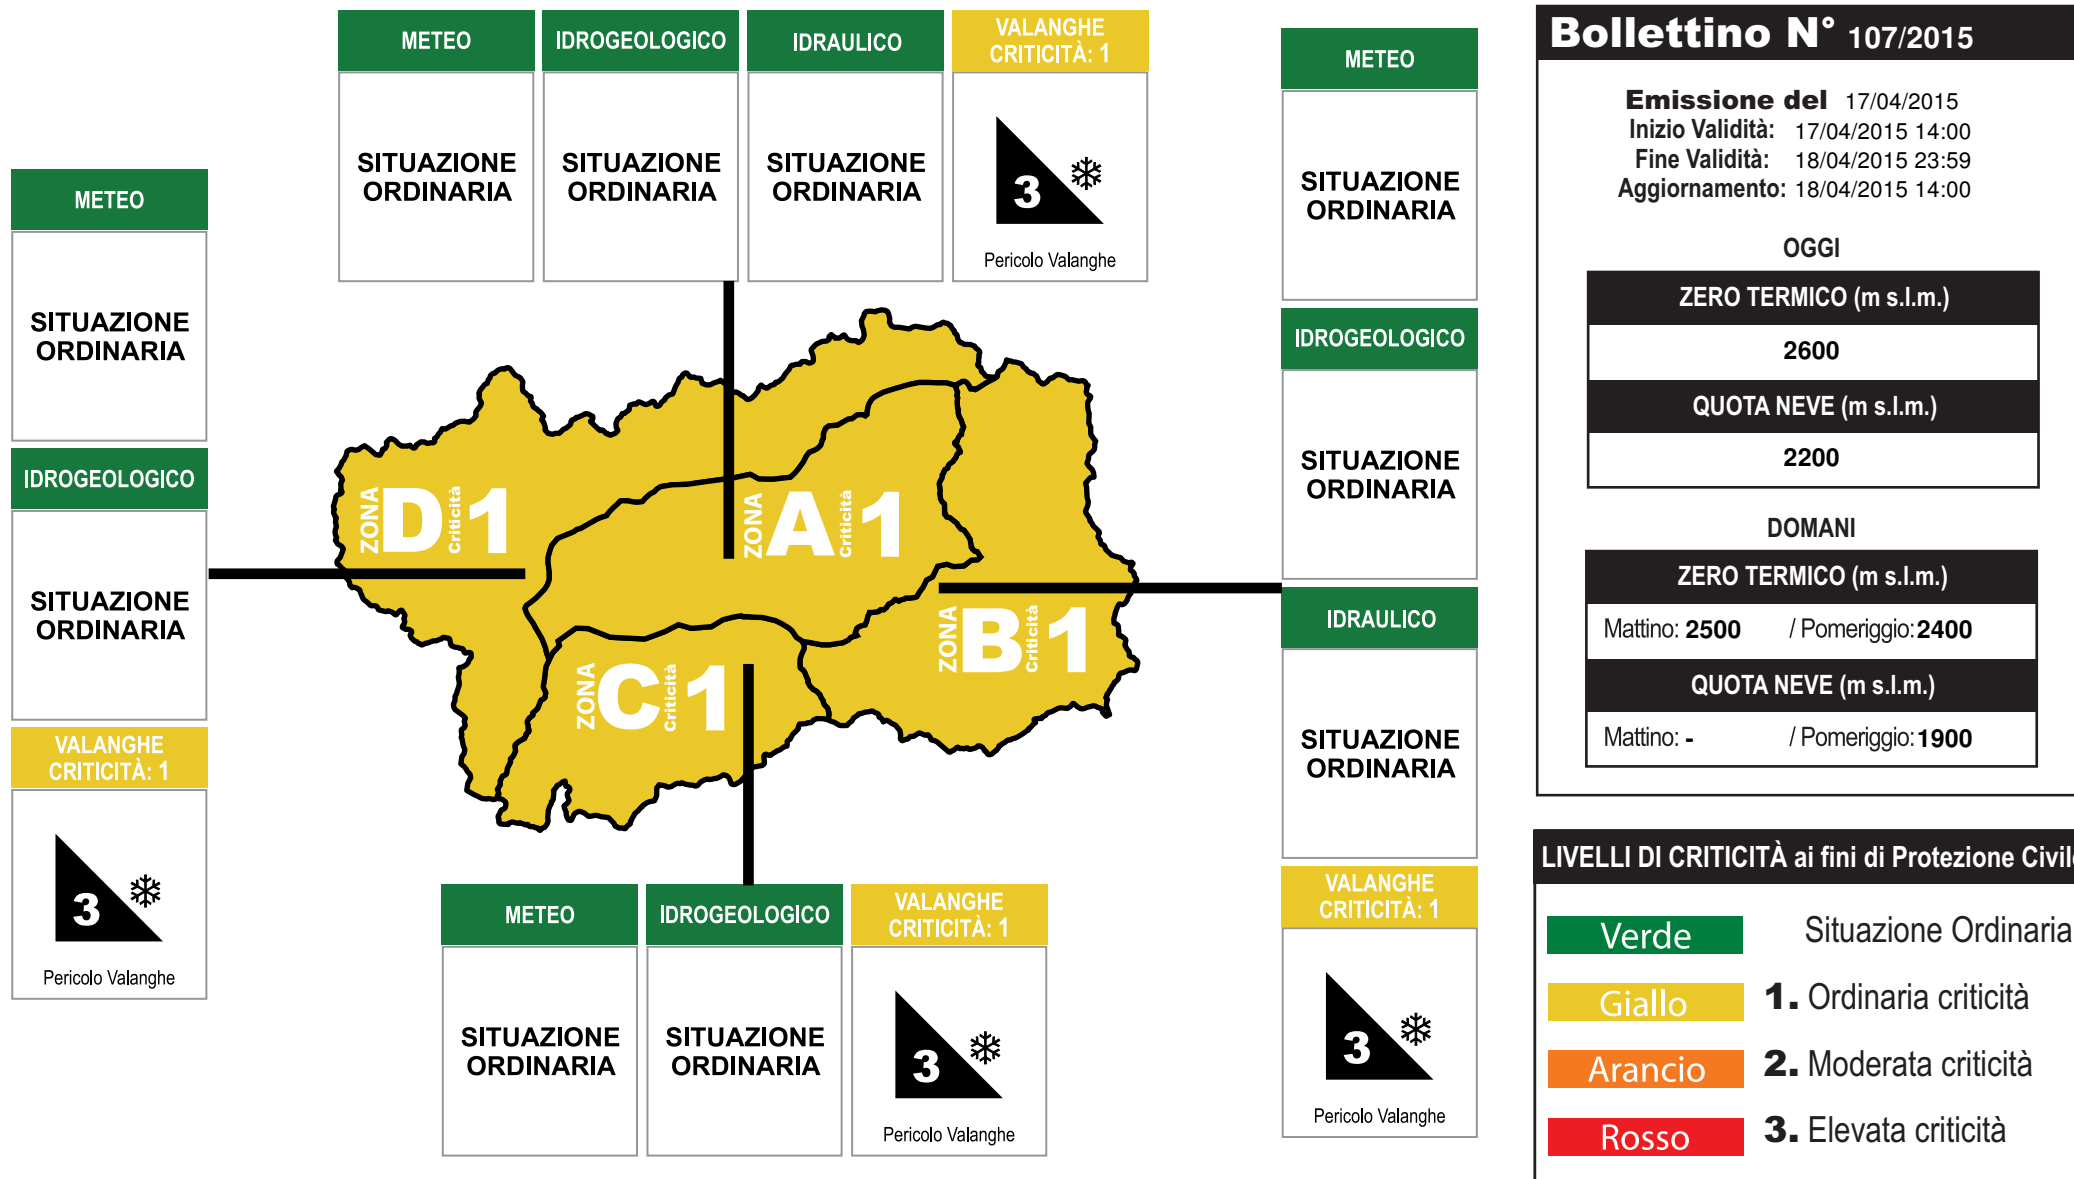 METEO
IDROGEOLOGICO
IDRAULICO
VALANGHE
CRITICITÀ: 1
SITUAZIONE
ORDINARIA
SITUAZIONE
ORDINARIA
SITUAZIONE
ORDINARIA
3
Pericolo Valanghe
METEO
SITUAZIONE
ORDINARIA
IDROGEOLOGICO
SITUAZIONE
ORDINARIA
VALANGHE
CRITICITÀ: 1
3
Pericolo Valanghe
ZONA D Criticità 1
ZONA A Criticità 1
ZONA B Criticità 1
ZONA C Criticità 1
METEO
IDROGEOLOGICO
VALANGHE
CRITICITÀ: 1
SITUAZIONE
ORDINARIA
SITUAZIONE
ORDINARIA
3
Pericolo Valanghe
METEO
SITUAZIONE
ORDINARIA
IDROGEOLOGICO
SITUAZIONE
ORDINARIA
IDRAULICO
SITUAZIONE
ORDINARIA
VALANGHE
CRITICITÀ: 1
3
Pericolo Valanghe
Bollettino N° 107/2015
Emissione del 17/04/2015
Inizio Validità: 17/04/2015 14:00
Fine Validità: 18/04/2015 23:59
Aggiornamento: 18/04/2015 14:00
OGGI
ZERO TERMICO (m s.l.m.)
2600
QUOTA NEVE (m s.l.m.)
2200
DOMANI
ZERO TERMICO (m s.l.m.)
Mattino: 2500 / Pomeriggio: 2400
QUOTA NEVE (m s.l.m.)
Mattino: - / Pomeriggio: 1900
LIVELLI DI CRITICITÀ ai fini di Protezione Civile
Verde Situazione Ordinaria
Giallo 1. Ordinaria criticità
Arancio 2. Moderata criticità
Rosso 3. Elevata criticità